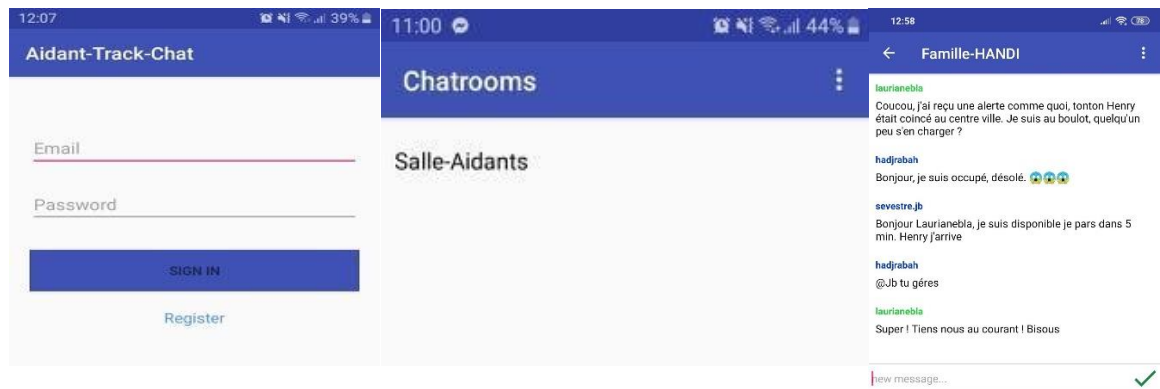 12:07
39%
Aidant-Track-Chat
Email
Password
SIGN IN
Register
11:00
44%
Chatrooms
Salle-Aidants
12:58
78
Famille-HANDI
laurianebla
Coucou, j'ai reçu une alerte comme quoi, tonton Henry
était coincé au centre ville. Je suis au boulot, quelqu'un
peu s'en charger ?
hadjrabah
Bonjour, je suis occupé, désolé. 😱😱😱
sevestre.jb
Bonjour Laurianebla, je suis disponible je pars dans 5
min. Henry j'arrive
hadjrabah
@Jb tu géres
laurianebla
Super ! Tiens nous au courant ! Bisous
new message...